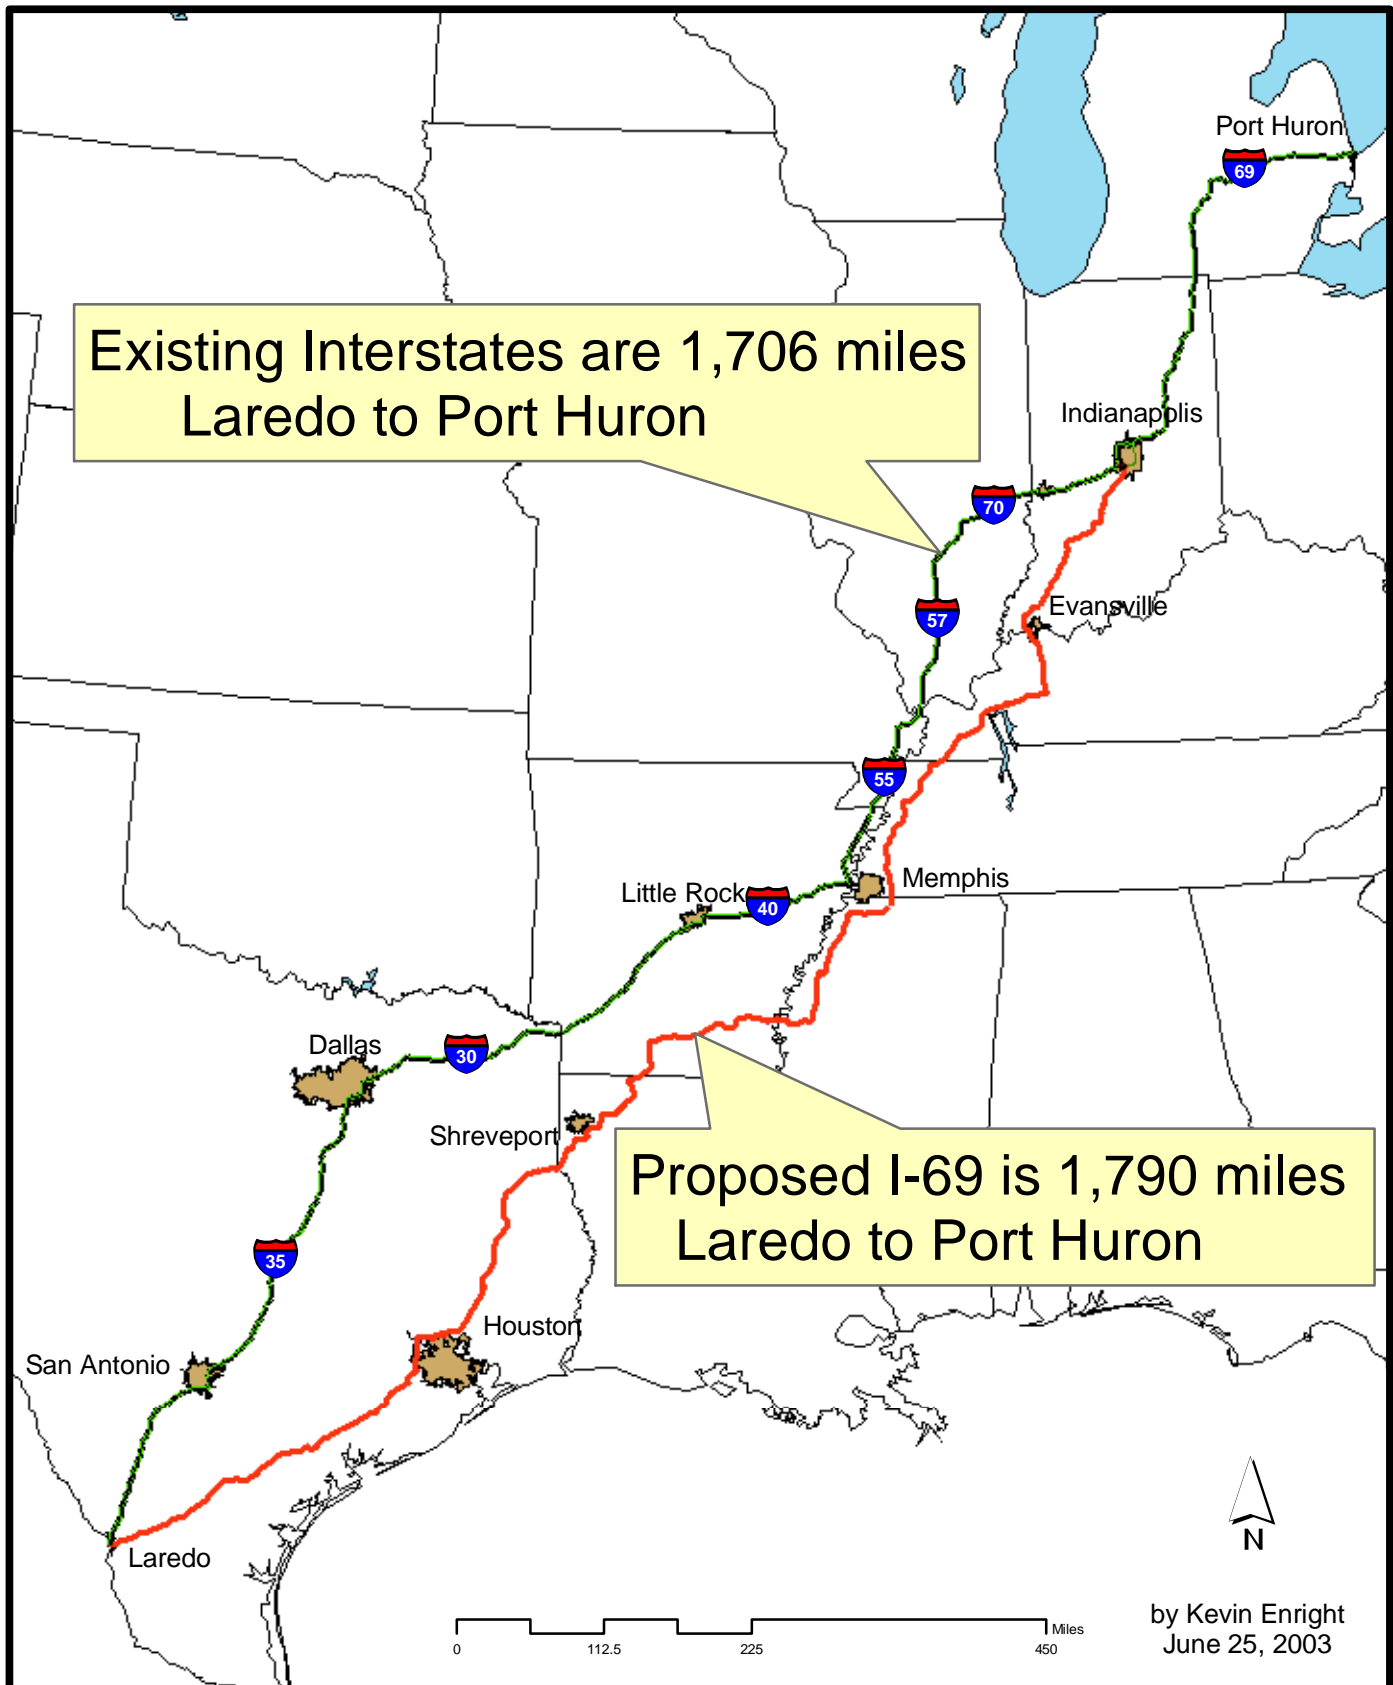 Port Huron
69
Existing Interstates are 1,706 miles
Laredo to Port Huron
Indianapolis
70
57
Evansville
55
Memphis
Little Rock
40
Dallas
30
Shreveport
Proposed I-69 is 1,790 miles
Laredo to Port Huron
35
Houston
San Antonio
Laredo
N
by Kevin Enright
June 25, 2003
Miles
0 112.5 225 450